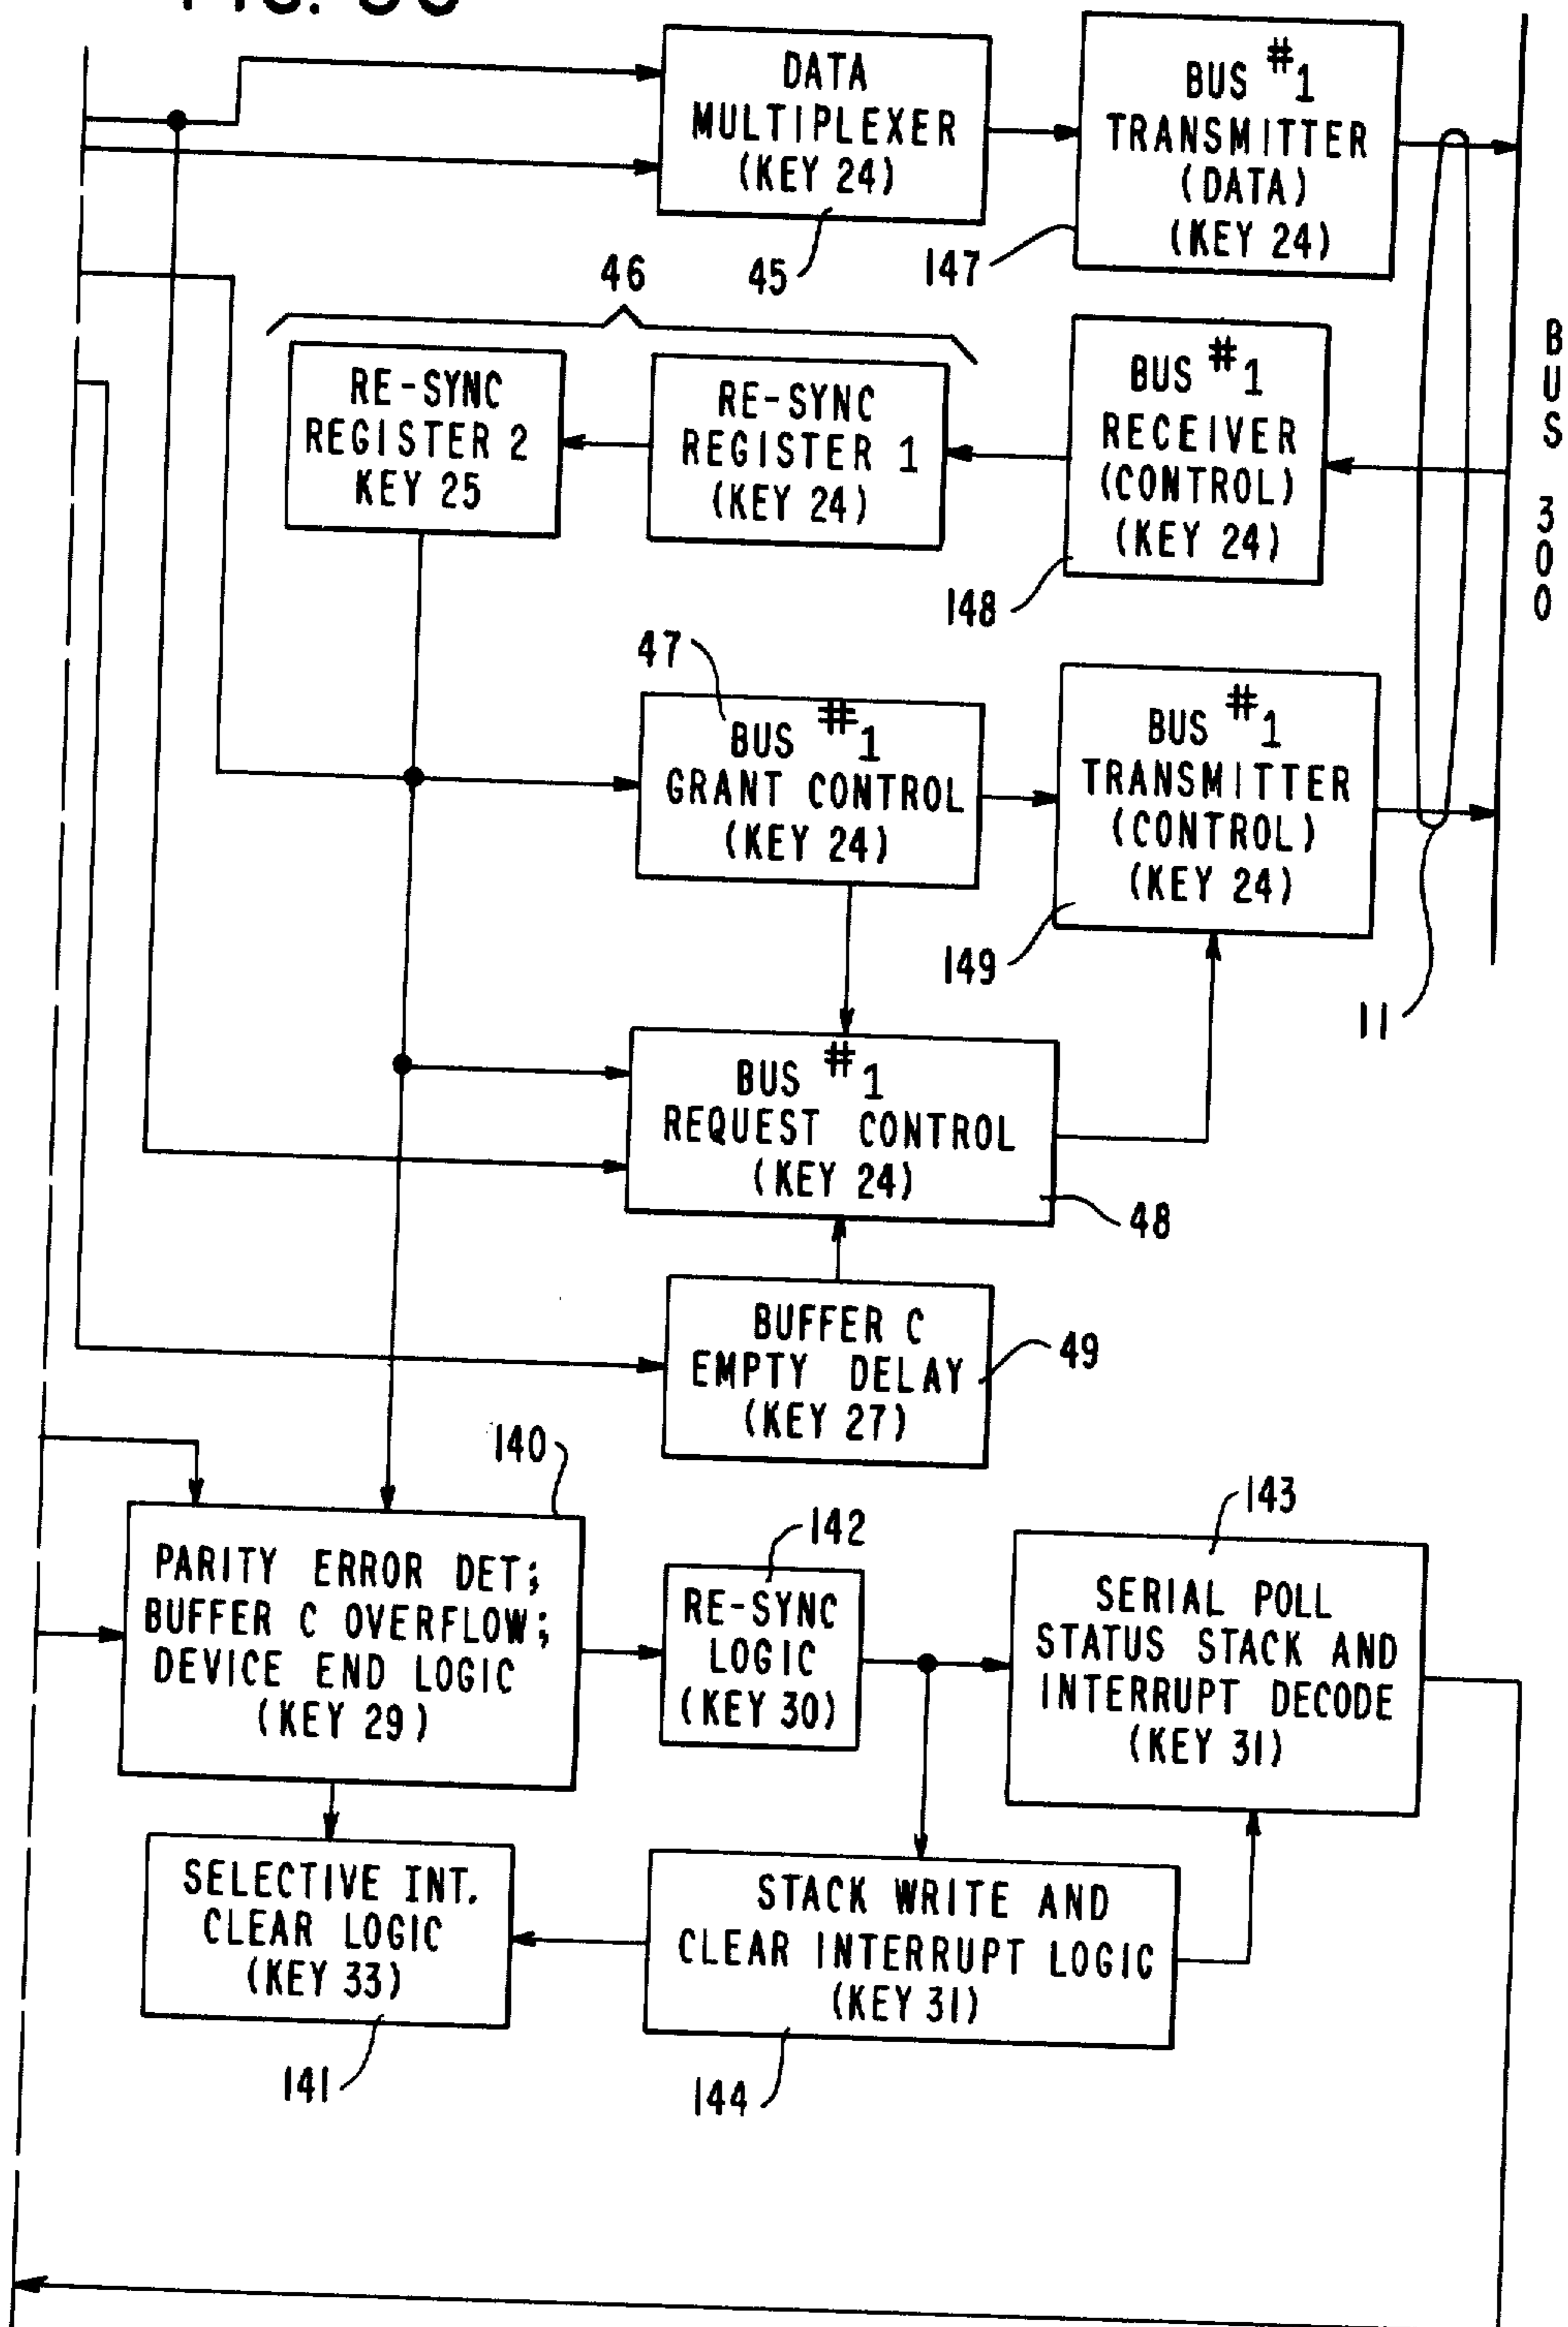 DATA
MULTIPLEXER
(KEY 24)
45
BUS #1
TRANSMITTER
(DATA)
(KEY 24)
147
46
RE-SYNC
REGISTER 2
KEY 25
RE-SYNC
REGISTER 1
(KEY 24)
BUS #1
RECEIVER
(CONTROL)
(KEY 24)
148
BUS 300
47
BUS #1
GRANT CONTROL
(KEY 24)
BUS #1
TRANSMITTER
(CONTROL)
(KEY 24)
149
11
BUS #1
REQUEST CONTROL
(KEY 24)
48
BUFFER C
EMPTY DELAY
(KEY 27)
49
140
PARITY ERROR DET;
BUFFER C OVERFLOW;
DEVICE END LOGIC
(KEY 29)
142
RE-SYNC
LOGIC
(KEY 30)
143
SERIAL POLL
STATUS STACK AND
INTERRUPT DECODE
(KEY 31)
SELECTIVE INT.
CLEAR LOGIC
(KEY 33)
141
STACK WRITE AND
CLEAR INTERRUPT LOGIC
(KEY 31)
144